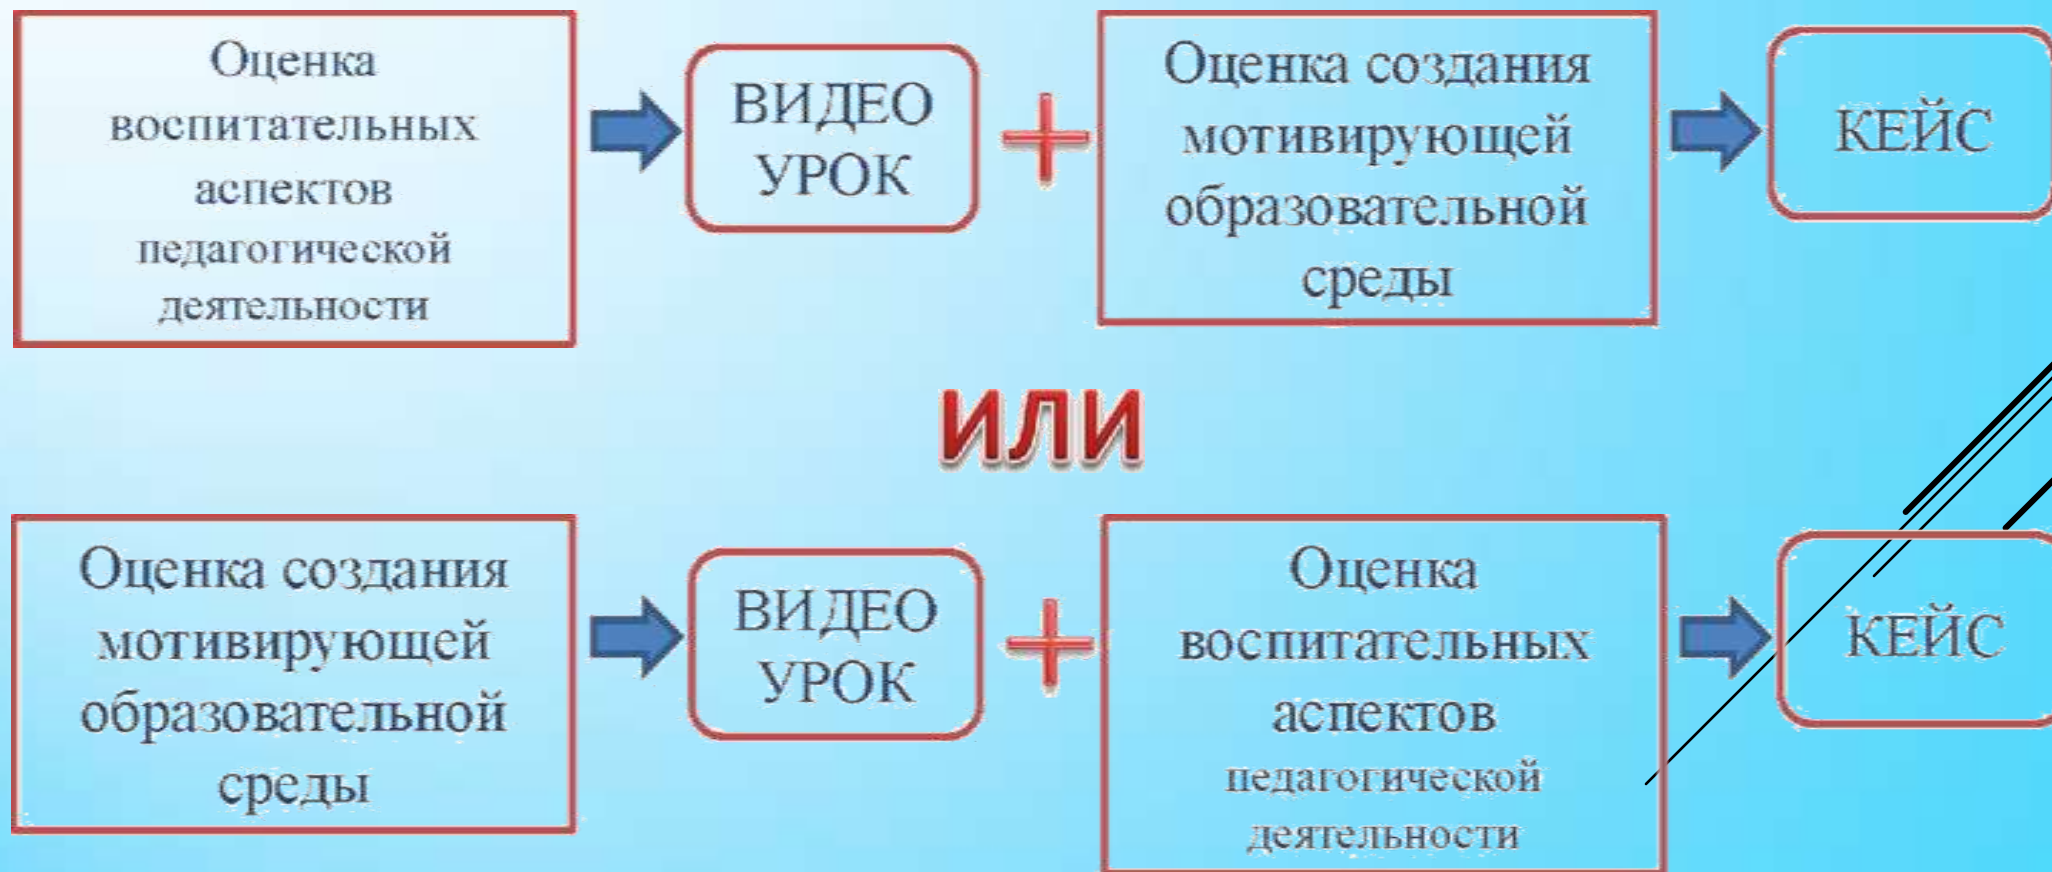 Оценка
воспитательных
аспектов
педагогической
деятельности
ВИДЕО
УРОК
+
Оценка создания
мотивирующей
образовательной
среды
КЕЙС
ИЛИ
Оценка создания
мотивирующей
образовательной
среды
ВИДЕО
УРОК
+
Оценка
воспитательных
аспектов
педагогической
деятельности
КЕЙС